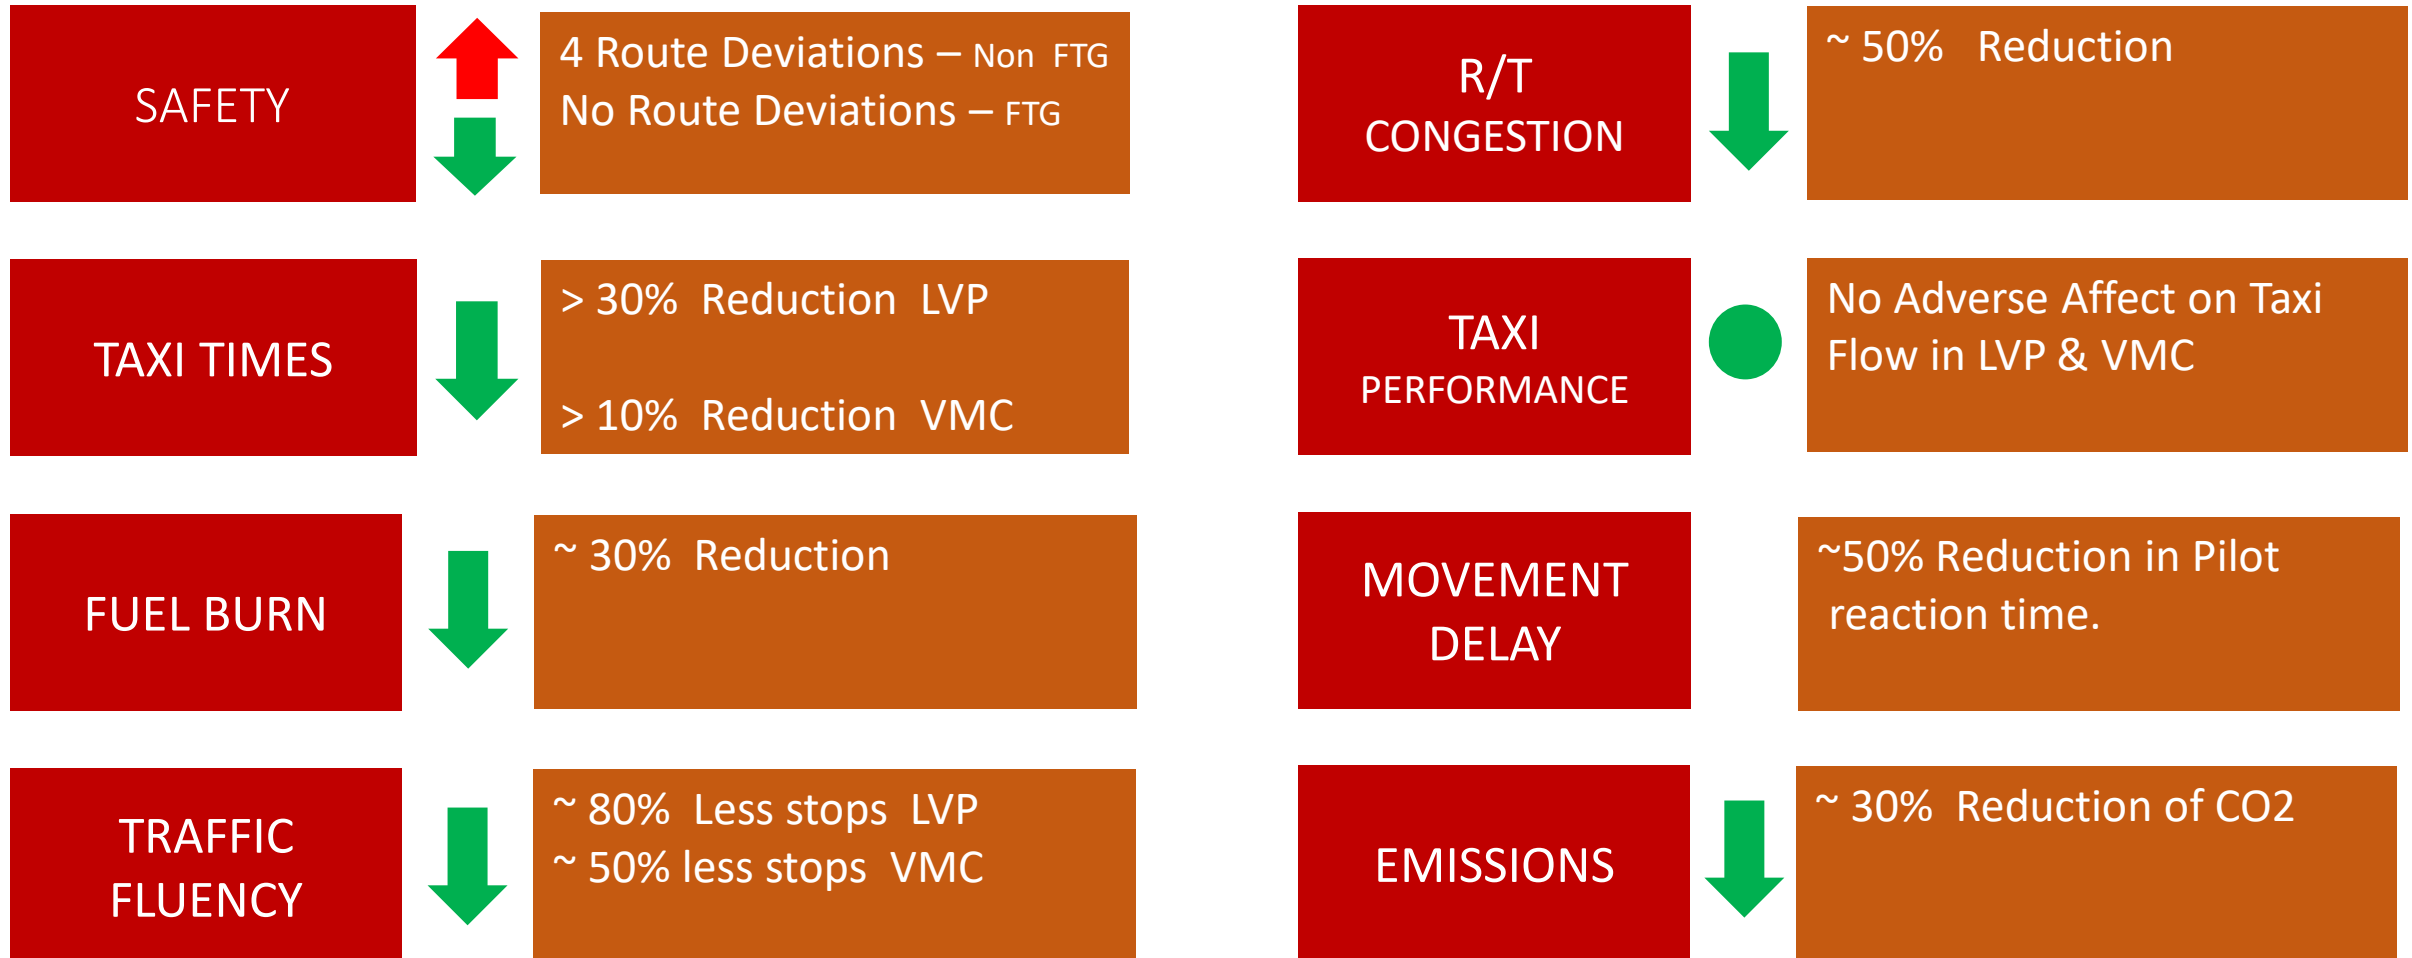 SAFETY
4 Route Deviations – Non FTG
No Route Deviations – FTG
TAXI TIMES
> 30% Reduction LVP
> 10% Reduction VMC
FUEL BURN
~ 30% Reduction
TRAFFIC
FLUENCY
~ 80% Less stops LVP
~ 50% less stops VMC
R/T
CONGESTION
~ 50% Reduction
TAXI
PERFORMANCE
No Adverse Affect on Taxi
Flow in LVP & VMC
MOVEMENT
DELAY
~50% Reduction in Pilot
reaction time.
EMISSIONS
~ 30% Reduction of CO2